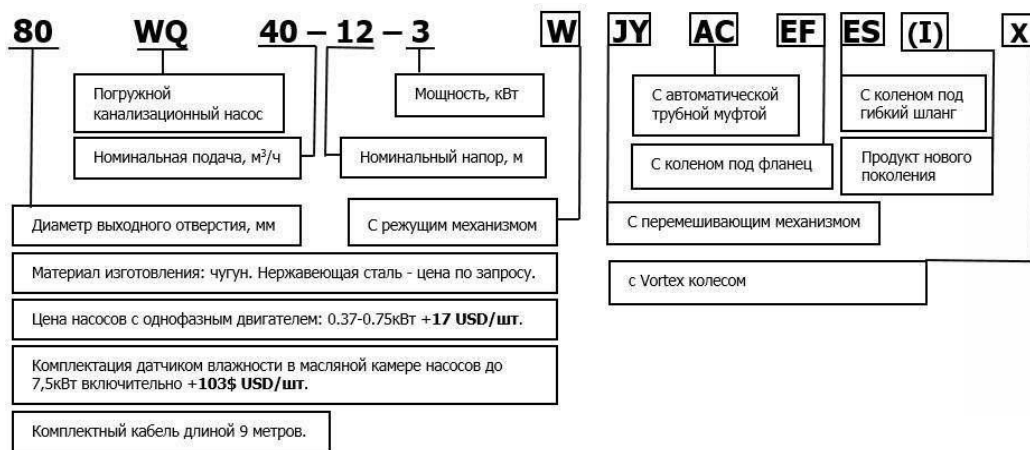 80 WQ 40 – 12 – 3 W JY AC EF ES (I) X
Погружной
канализационный насос
Мощность, кВт
С автоматической
трубной муфтой
С коленом под
гибкий шланг
Номинальная подача, м³/ч
Номинальный напор, м
С коленом под фланец
Продукт нового
поколения
Диаметр выходного отверстия, мм
С режущим механизмом
С перемешивающим механизмом
Материал изготовления: чугун. Нержавеющая сталь - цена по запросу.
с Vortex колесом
Цена насосов с однофазным двигателем: 0.37-0.75кВт +17 USD/шт.
Комплектация датчиком влажности в масляной камере насосов до
7,5кВт включительно +103$ USD/шт.
Комплектный кабель длиной 9 метров.